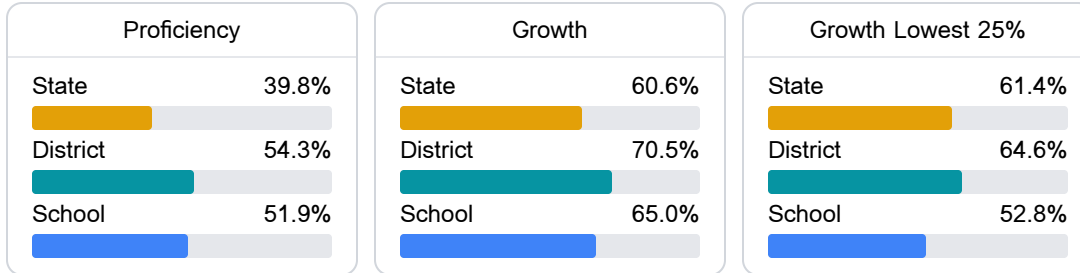 Proficiency
State 39.8%
District 54.3%
School 51.9%
Growth
State 60.6%
District 70.5%
School 65.0%
Growth Lowest 25%
State 61.4%
District 64.6%
School 52.8%